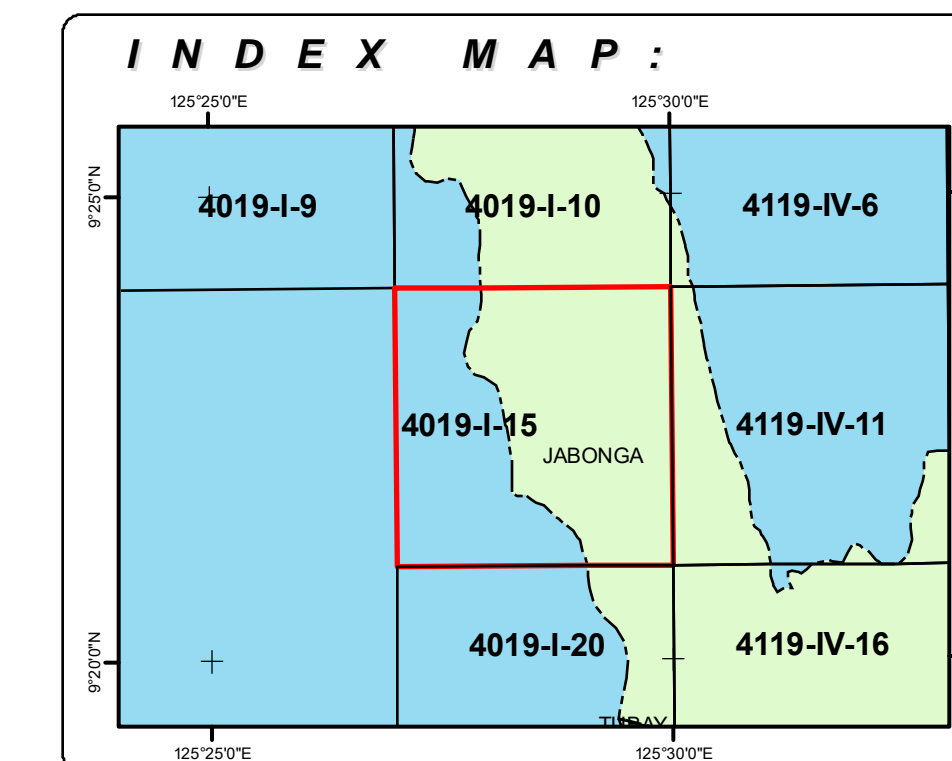 INDEX MAP:
125°25'0"E 125°30'0"E
9°25'0"N
4019-I-9 4019-I-10 4119-IV-6
4019-I-15 4119-IV-11
JABONGA
9°20'0"N
4019-I-20 4119-IV-16
TUBAY
125°25'0"E 125°30'0"E